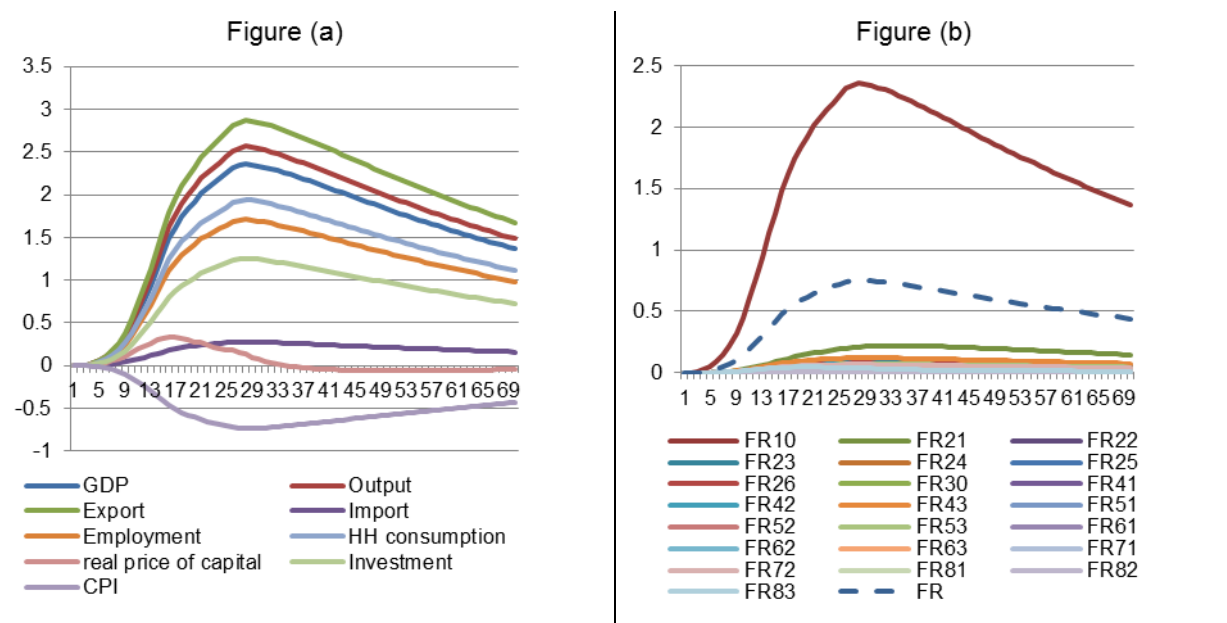 Figure (a)
3.5
3
2.5
2
1.5
1
0.5
0
-0.5
-1
1 5 9 13 17 21 25 29 33 37 41 45 49 53 57 61 65 69
GDP Output
Export Import
Employment HH consumption
real price of capital Investment
CPI
Figure (b)
2.5
2
1.5
1
0.5
0
1 5 9 13 17 21 25 29 33 37 41 45 49 53 57 61 65 69
FR10 FR21 FR22
FR23 FR24 FR25
FR26 FR30 FR41
FR42 FR43 FR51
FR52 FR53 FR61
FR62 FR63 FR71
FR72 FR81 FR82
FR83 FR